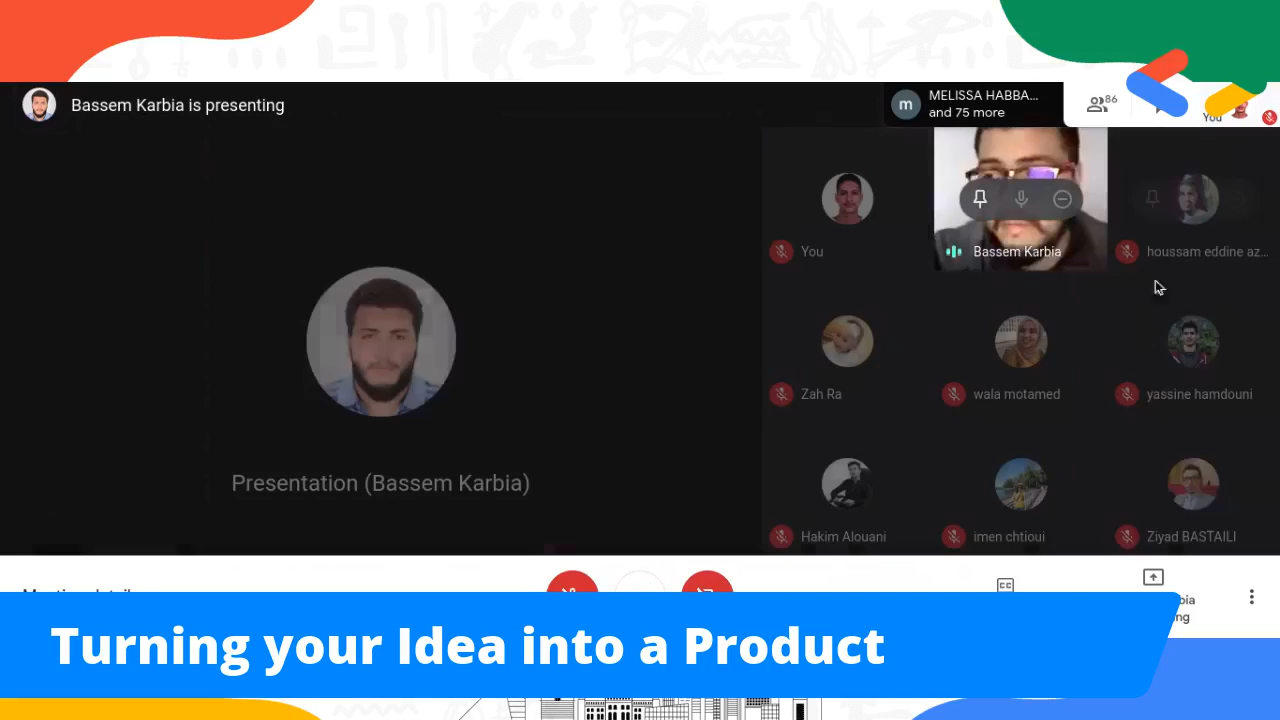 Bassem Karbia is presenting
m
MELISSA HABBA...
and 75 more
86
You
You
Bassem Karbia
houssam eddine az...
Zah Ra
wala motamed
yassine hamdouni
Presentation (Bassem Karbia)
Hakim Alouani
imen chtioui
Ziyad BASTAILI
CC
Turning your Idea into a Product